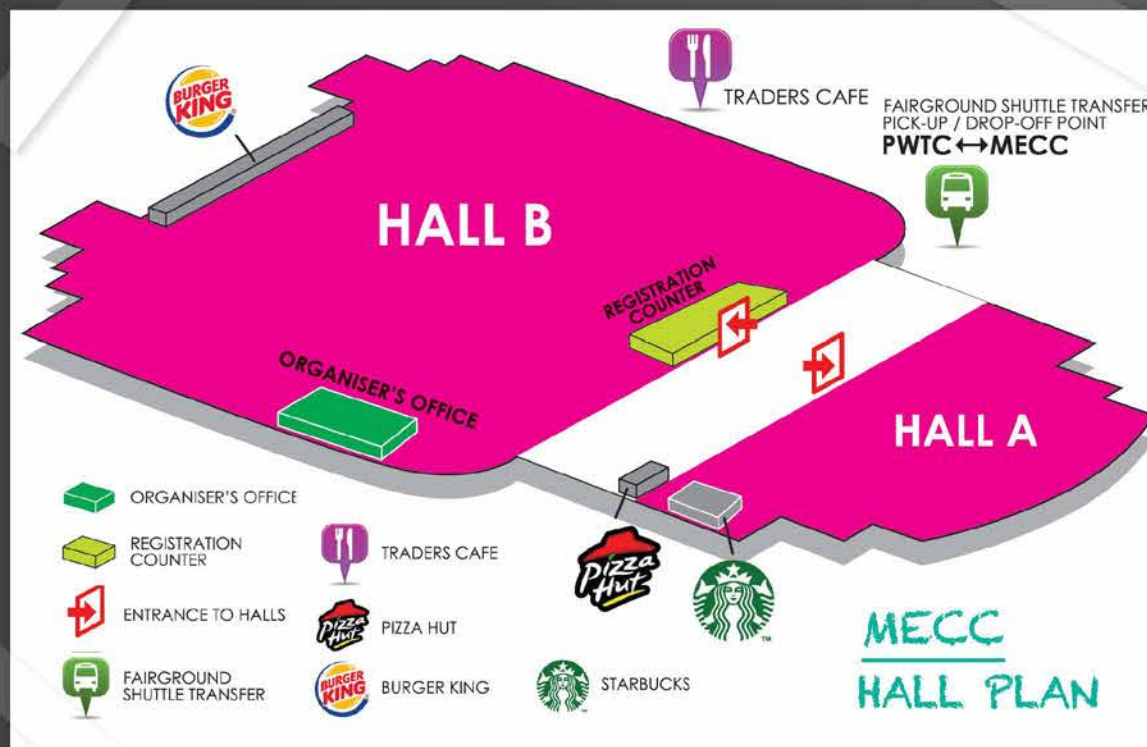 BURGER
KING
TRADERS CAFE
FAIRGROUND SHUTTLE TRANSFER
PICK-UP / DROP-OFF POINT
PWTC ↔ MECC
HALL B
REGISTRATION
COUNTER
ORGANISER'S OFFICE
HALL A
Pizza
Hut
TM
ORGANISER'S OFFICE
REGISTRATION
COUNTER
ENTRANCE TO HALLS
FAIRGROUND
SHUTTLE TRANSFER
TRADERS CAFE
Pizza
Hut
PIZZA HUT
BURGER
KING
BURGER KING
STARBUCKS
MECC
HALL PLAN